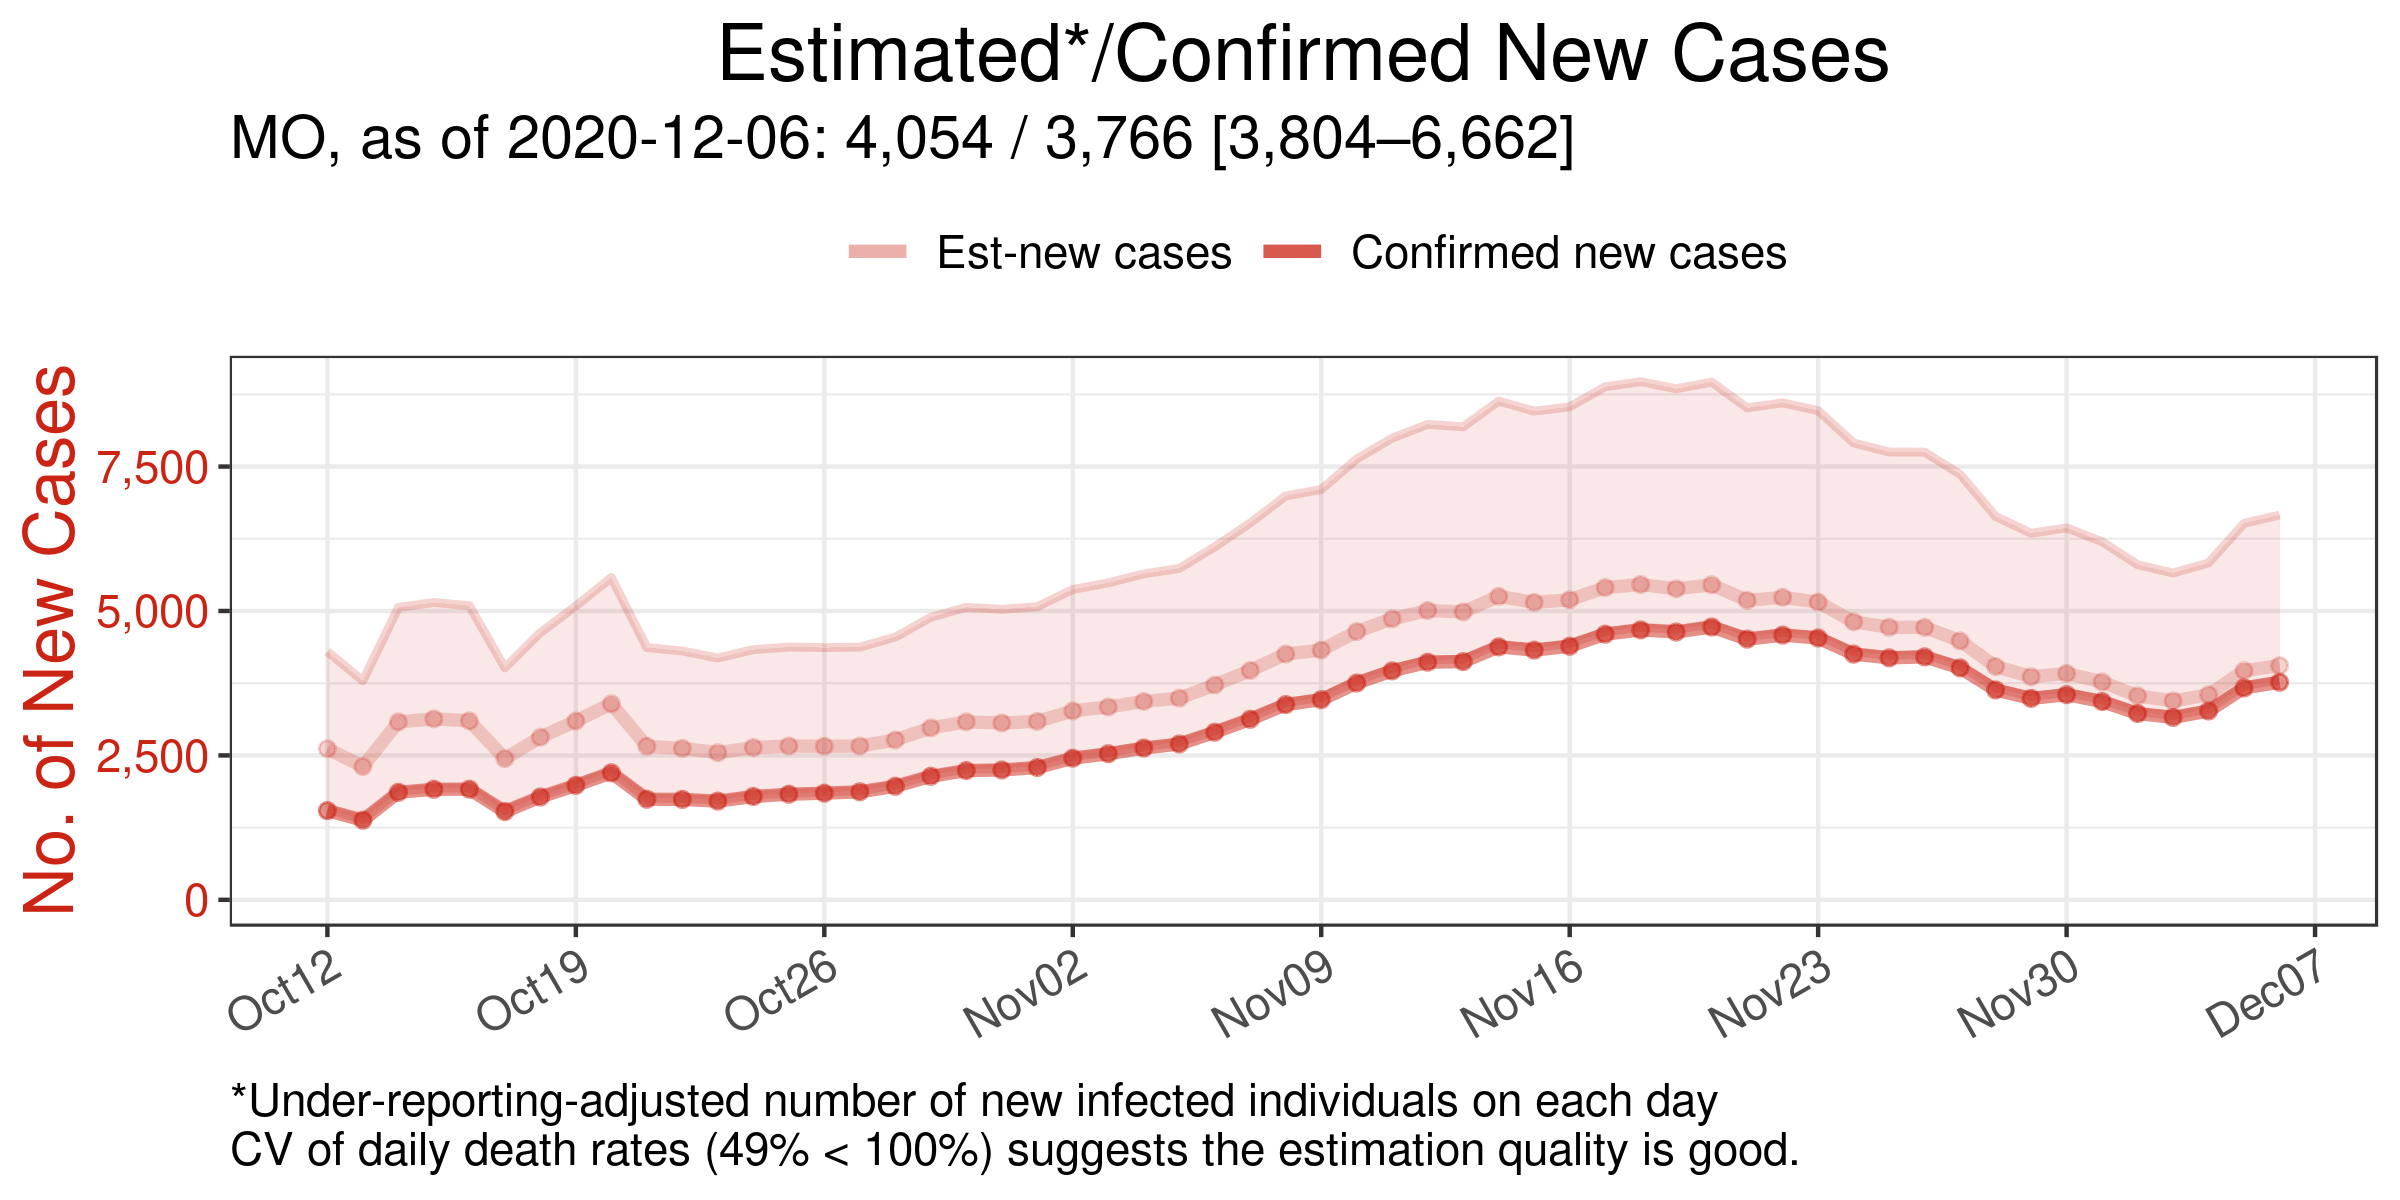 Estimated*/Confirmed New Cases
MO, as of 2020-12-06: 4,054 / 3,766 [3,804–6,662]
Est-new cases
Confirmed new cases
No. of New Cases
7,500
5,000
2,500
0
Oct12
Oct19
Oct26
Nov02
Nov09
Nov16
Nov23
Nov30
Dec07
*Under-reporting-adjusted number of new infected individuals on each day
CV of daily death rates (49% < 100%) suggests the estimation quality is good.